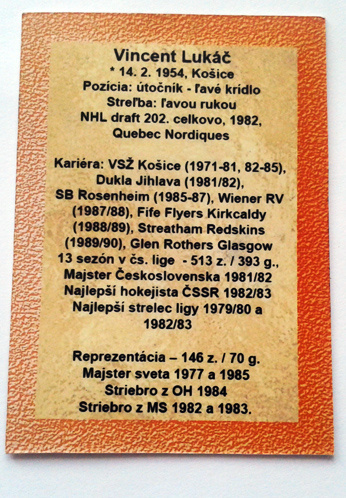 Vincent Lukáč
* 14. 2. 1954, Košice
Pozícia: útočník - ľavé krídlo
Streľba: ľavou rukou
NHL draft 202. celkovo, 1982,
Quebec Nordiques
Kariéra: VSŽ Košice (1971-81, 82-85),
Dukla Jihlava (1981/82),
SB Rosenheim (1985-87), Wiener RV
(1987/88), Fife Flyers Kirkcaldy
(1988/89), Streatham Redskins
(1989/90), Glen Rothers Glasgow
13 sezón v čs. lige - 513 z. / 393 g.,
Majster Československa 1981/82
Najlepší hokejista ČSSR 1982/83
Najlepší strelec ligy 1979/80 a
1982/83
Reprezentácia – 146 z. / 70 g.
Majster sveta 1977 a 1985
Striebro z OH 1984
Striebro z MS 1982 a 1983.